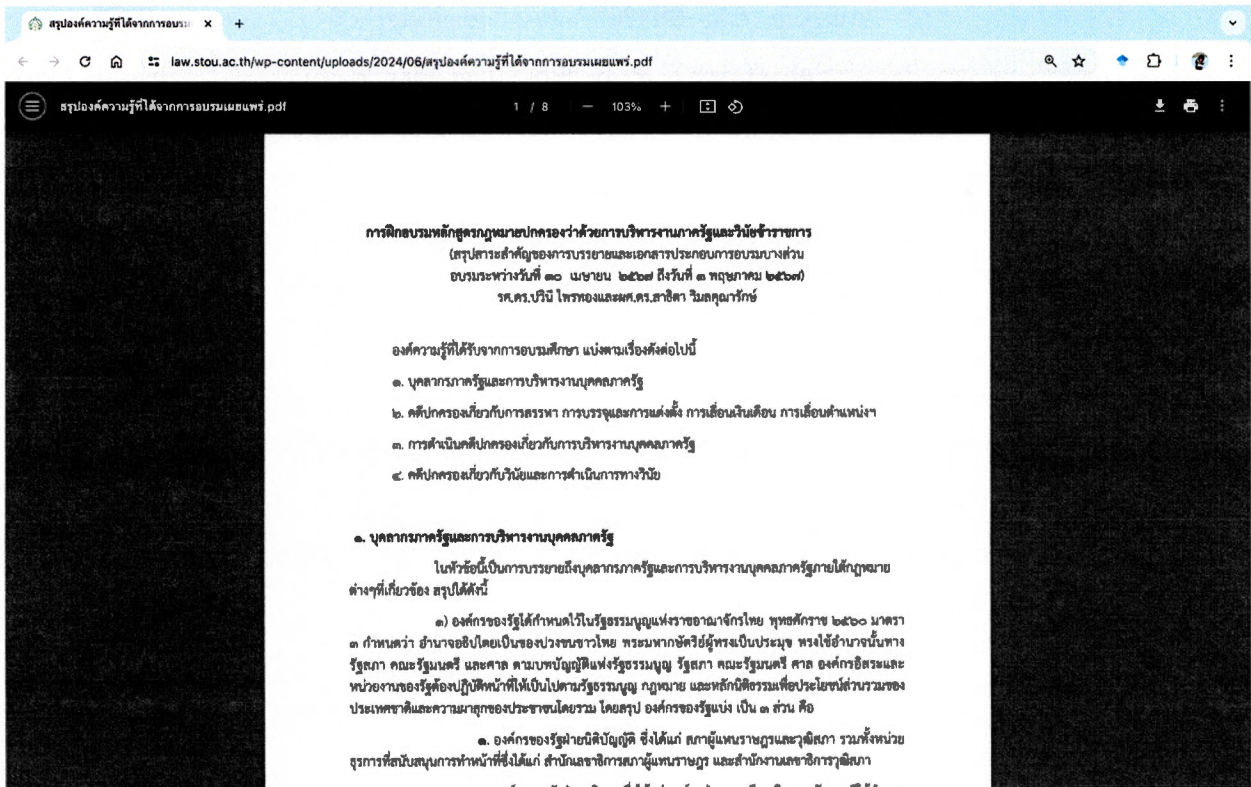 สรุปองค์ความรู้ที่ได้จากการอบรม
law.stou.ac.th/wp-content/uploads/2024/06/สรุปองค์ความรู้ที่ได้จากการอบรมเผยแพร่.pdf
สรุปองค์ความรู้ที่ได้จากการอบรมเผยแพร่.pdf 1 / 8 103%
การฝึกอบรมหลักสูตรกฎหมายปกครองว่าด้วยการบริหารงานภาครัฐและวินัยข้าราชการ
(สรุปสาระสำคัญของการบรรยายและเอกสารประกอบการอบรมบางส่วน
อบรมระหว่างวันที่ ๓๐ เมษายน ๒๕๖๗ ถึงวันที่ ๓ พฤษภาคม ๒๕๖๗)
รศ.ดร.ปวินี ไพรทองและผศ.ดร.สาธิตา วิมลคุณารักษ์
องค์ความรู้ที่ได้รับจากการอบรมศึกษา แบ่งตามเรื่องดังต่อไปนี้
๑. บุคลากรภาครัฐและการบริหารงานบุคคลภาครัฐ
๒. คดีปกครองเกี่ยวกับการสรรหา การบรรจุและการแต่งตั้ง การเลื่อนเงินเดือน การเลื่อนตำแหน่งฯ
๓. การดำเนินคดีปกครองเกี่ยวกับการบริหารงานบุคคลภาครัฐ
๔. คดีปกครองเกี่ยวกับวินัยและการดำเนินการทางวินัย
๑. บุคลากรภาครัฐและการบริหารงานบุคคลภาครัฐ
ในหัวข้อนี้เป็นการบรรยายถึงบุคลากรภาครัฐและการบริหารงานบุคคลภาครัฐภายใต้กฎหมาย
ต่างๆที่เกี่ยวข้อง สรุปได้ดังนี้
๑) องค์กรของรัฐได้กำหนดไว้ในรัฐธรรมนูญแห่งราชอาณาจักรไทย พุทธศักราช ๒๕๖๐ มาตรา
๓ กำหนดว่า อำนาจอธิปไตยเป็นของปวงชนชาวไทย พระมหากษัตริย์ผู้ทรงเป็นประมุข ทรงใช้อำนาจนั้นทาง
รัฐสภา คณะรัฐมนตรี และศาล ตามบทบัญญัติแห่งรัฐธรรมนูญ รัฐสภา คณะรัฐมนตรี ศาล องค์กรอิสระและ
หน่วยงานของรัฐต้องปฏิบัติหน้าที่ให้เป็นไปตามรัฐธรรมนูญ กฎหมาย และหลักนิติธรรมเพื่อประโยชน์ส่วนรวมของ
ประเทศชาติและความผาสุกของประชาชนโดยรวม โดยสรุป องค์กรของรัฐแบ่ง เป็น ๓ ส่วน คือ
๑. องค์กรของรัฐฝ่ายนิติบัญญัติ ซึ่งได้แก่ สภาผู้แทนราษฎรและวุฒิสภา รวมทั้งหน่วย
ธุรการที่สนับสนุนการทำหน้าที่ซึ่งได้แก่ สำนักเลขาธิการสภาผู้แทนราษฎร และสำนักงานเลขาธิการวุฒิสภา